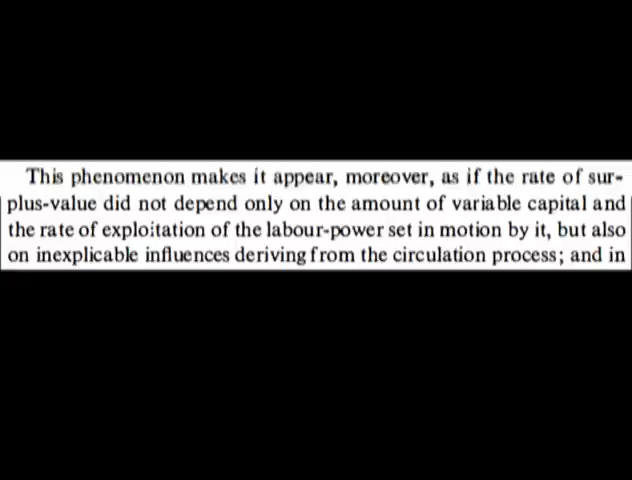 This phenomenon makes it appear, moreover, as if the rate of sur-
plus-value did not depend only on the amount of variable capital and
the rate of exploitation of the labour-power set in motion by it, but also
on inexplicable influences deriving from the circulation process; and in